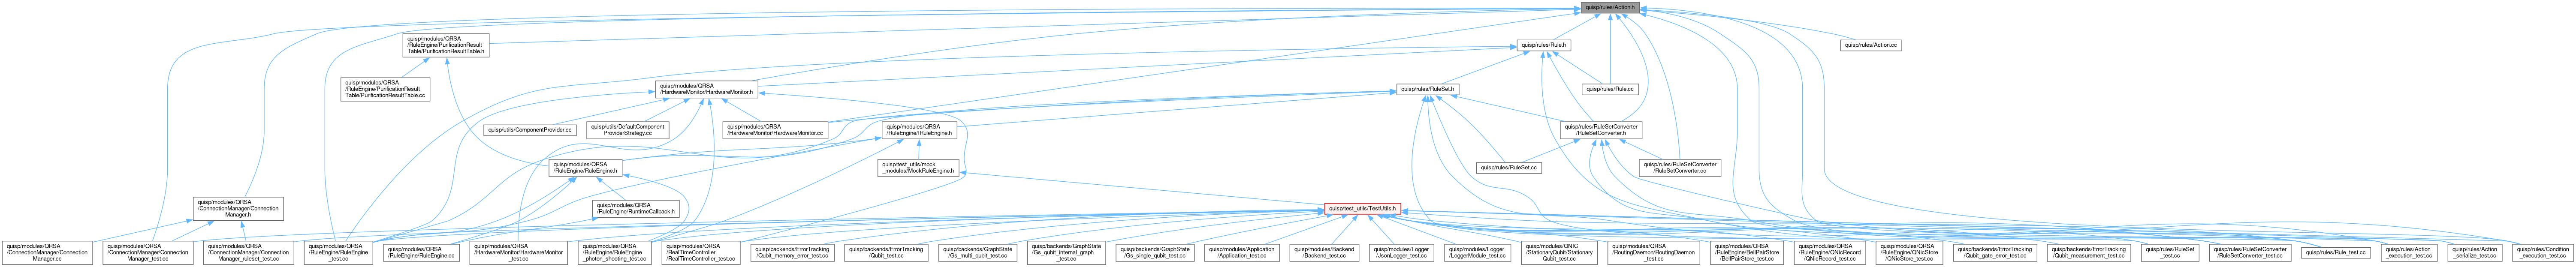 quisp/rules/Action.h
quisp/modules/QRSA
/RuleEngine/PurificationResult
Table/PurificationResultTable.h
quisp/rules/Rule.h
quisp/rules/Action.cc
quisp/modules/QRSA
/RuleEngine/PurificationResult
Table/PurificationResultTable.cc
quisp/modules/QRSA
/HardwareMonitor/HardwareMonitor.h
quisp/rules/RuleSet.h
quisp/rules/Rule.cc
quisp/utils/ComponentProvider.cc
quisp/utils/DefaultComponent
ProviderStrategy.cc
quisp/modules/QRSA
/HardwareMonitor/HardwareMonitor.cc
quisp/modules/QRSA
/RuleEngine/IRuleEngine.h
quisp/rules/RuleSetConverter
/RuleSetConverter.h
quisp/modules/QRSA
/RuleEngine/RuleEngine.h
quisp/test_utils/mock
_modules/MockRuleEngine.h
quisp/rules/RuleSet.cc
quisp/rules/RuleSetConverter
/RuleSetConverter.cc
quisp/modules/QRSA
/ConnectionManager/Connection
Manager.h
quisp/modules/QRSA
/RuleEngine/RuntimeCallback.h
quisp/test_utils/TestUtils.h
quisp/modules/QRSA
/ConnectionManager/Connection
Manager.cc
quisp/modules/QRSA
/ConnectionManager/Connection
Manager_test.cc
quisp/modules/QRSA
/ConnectionManager/Connection
Manager_ruleset_test.cc
quisp/modules/QRSA
/RuleEngine/RuleEngine
_test.cc
quisp/modules/QRSA
/RuleEngine/RuleEngine.cc
quisp/modules/QRSA
/HardwareMonitor/HardwareMonitor
_test.cc
quisp/modules/QRSA
/RuleEngine/RuleEngine
_photon_shooting_test.cc
quisp/modules/QRSA
/RealTimeController
/RealTimeController_test.cc
quisp/backends/ErrorTracking
/Qubit_memory_error_test.cc
quisp/backends/ErrorTracking
/Qubit_test.cc
quisp/backends/GraphState
/Gs_multi_qubit_test.cc
quisp/backends/GraphState
/Gs_qubit_internal_graph
_test.cc
quisp/backends/GraphState
/Gs_single_qubit_test.cc
quisp/modules/Application
/Application_test.cc
quisp/modules/Backend
/Backend_test.cc
quisp/modules/Logger
/JsonLogger_test.cc
quisp/modules/Logger
/LoggerModule_test.cc
quisp/modules/QNIC
/StationaryQubit/Stationary
Qubit_test.cc
quisp/modules/QRSA
/RoutingDaemon/RoutingDaemon
_test.cc
quisp/modules/QRSA
/RuleEngine/BellPairStore
/BellPairStore_test.cc
quisp/modules/QRSA
/RuleEngine/QNicRecord
/QNicRecord_test.cc
quisp/modules/QRSA
/RuleEngine/QNicStore
/QNicStore_test.cc
quisp/backends/ErrorTracking
/Qubit_gate_error_test.cc
quisp/backends/ErrorTracking
/Qubit_measurement_test.cc
quisp/rules/RuleSet
_test.cc
quisp/rules/RuleSetConverter
/RuleSetConverter_test.cc
quisp/rules/Rule_test.cc
quisp/rules/Action
_execution_test.cc
quisp/rules/Action
_serialize_test.cc
quisp/rules/Condition
_execution_test.cc